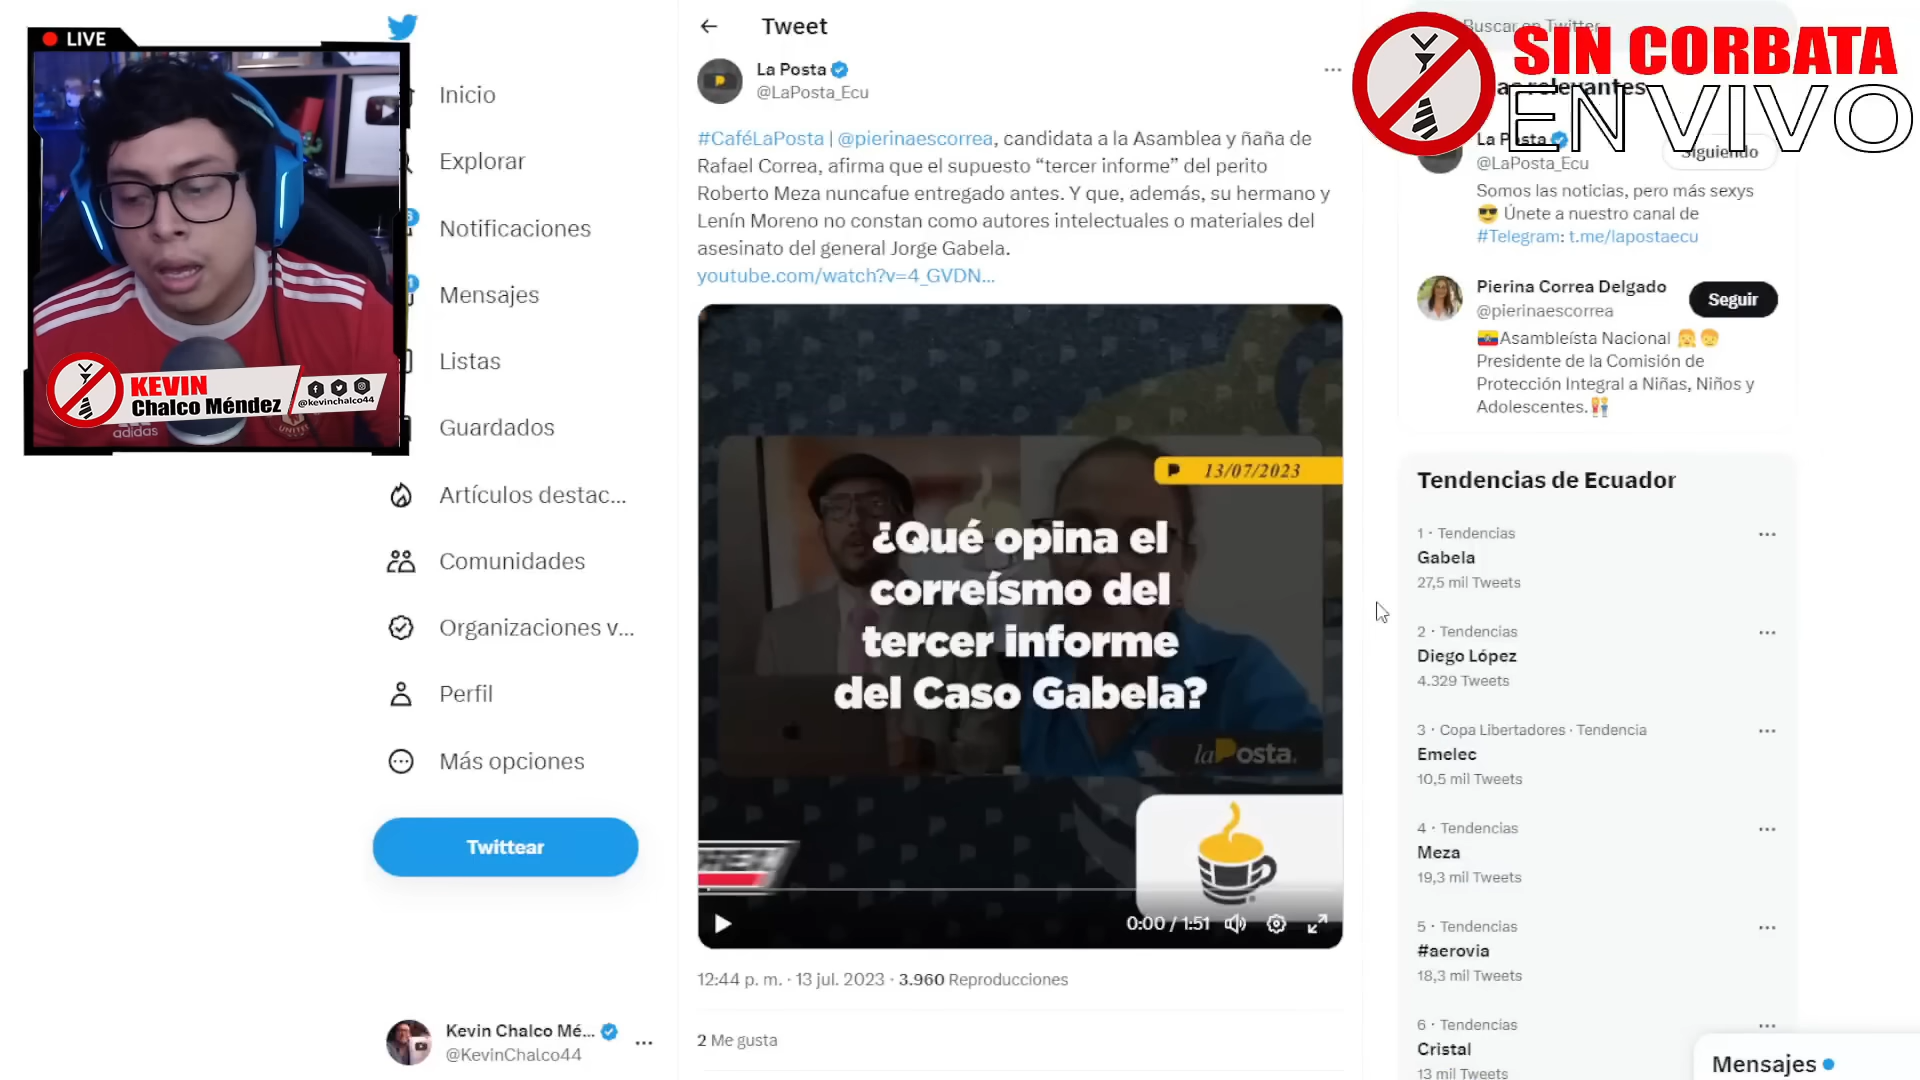 LIVE
KEVIN
Chalco Méndez
@kevinchalco44
adidas
Inicio
Explorar
Notificaciones
Mensajes
Listas
Guardados
Artículos destac...
Comunidades
Organizaciones v...
Perfil
Más opciones
Twittear
Kevin Chalco Mé...
@KevinChalco44
Tweet
La Posta
@LaPosta_Ecu
#CaféLaPosta | @pierinaescorrea, candidata a la Asamblea y ñaña de
Rafael Correa, afirma que el supuesto “tercer informe” del perito
Roberto Meza nuncafue entregado antes. Y que, además, su hermano y
Lenín Moreno no constan como autores intelectuales o materiales del
asesinato del general Jorge Gabela.
youtube.com/watch?v=4_GVDN...
13/07/2023
¿Qué opina el
correísmo del
tercer informe
del Caso Gabela?
laPosta.
0:00 / 1:51
12:44 p. m. · 13 jul. 2023 · 3.960 Reproducciones
2 Me gusta
Buscar en Twitter
SIN CORBATA
EN VIVO
La Posta
@LaPosta_Ecu
Siguiendo
Somos las noticias, pero más sexys
😎 Únete a nuestro canal de
#Telegram: t.me/lapostaecu
Pierina Correa Delgado
@pierinaescorrea
Seguir
🇪🇨Asambleísta Nacional 👧👦
Presidente de la Comisión de
Protección Integral a Niñas, Niños y
Adolescentes.👫
Tendencias de Ecuador
1 · Tendencias
Gabela
27,5 mil Tweets
2 · Tendencias
Diego López
4.329 Tweets
3 · Copa Libertadores · Tendencia
Emelec
10,5 mil Tweets
4 · Tendencias
Meza
19,3 mil Tweets
5 · Tendencias
#aerovia
18,3 mil Tweets
6 · Tendencias
Cristal
13 mil Tweets
Mensajes